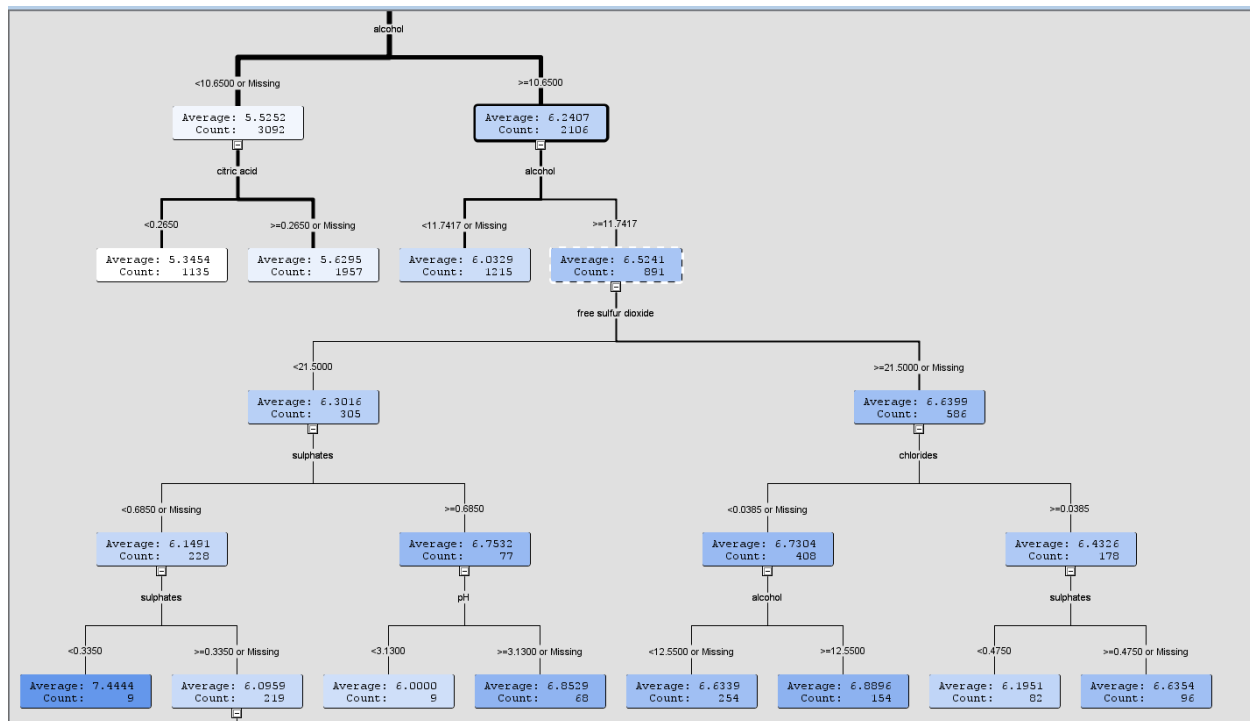 alcohol
<10.6500 or Missing
>=10.6500
Average: 5.5252
Count: 3092
Average: 6.2407
Count: 2106
citric acid
alcohol
<0.2650
>=0.2650 or Missing
<11.7417 or Missing
>=11.7417
Average: 5.3454
Count: 1135
Average: 5.6295
Count: 1957
Average: 6.0329
Count: 1215
Average: 6.5241
Count: 891
free sulfur dioxide
<21.5000
>=21.5000 or Missing
Average: 6.3016
Count: 305
Average: 6.6399
Count: 586
sulphates
chlorides
<0.6850 or Missing
>=0.6850
<0.0385 or Missing
>=0.0385
Average: 6.1491
Count: 228
Average: 6.7532
Count: 77
Average: 6.7304
Count: 408
Average: 6.4326
Count: 178
sulphates
pH
alcohol
sulphates
<0.3350
>=0.3350 or Missing
<3.1300
>=3.1300 or Missing
<12.5500 or Missing
>=12.5500
<0.4750
>=0.4750 or Missing
Average: 7.4444
Count: 9
Average: 6.0959
Count: 219
Average: 6.0000
Count: 9
Average: 6.8529
Count: 68
Average: 6.6339
Count: 254
Average: 6.8896
Count: 154
Average: 6.1951
Count: 82
Average: 6.6354
Count: 96